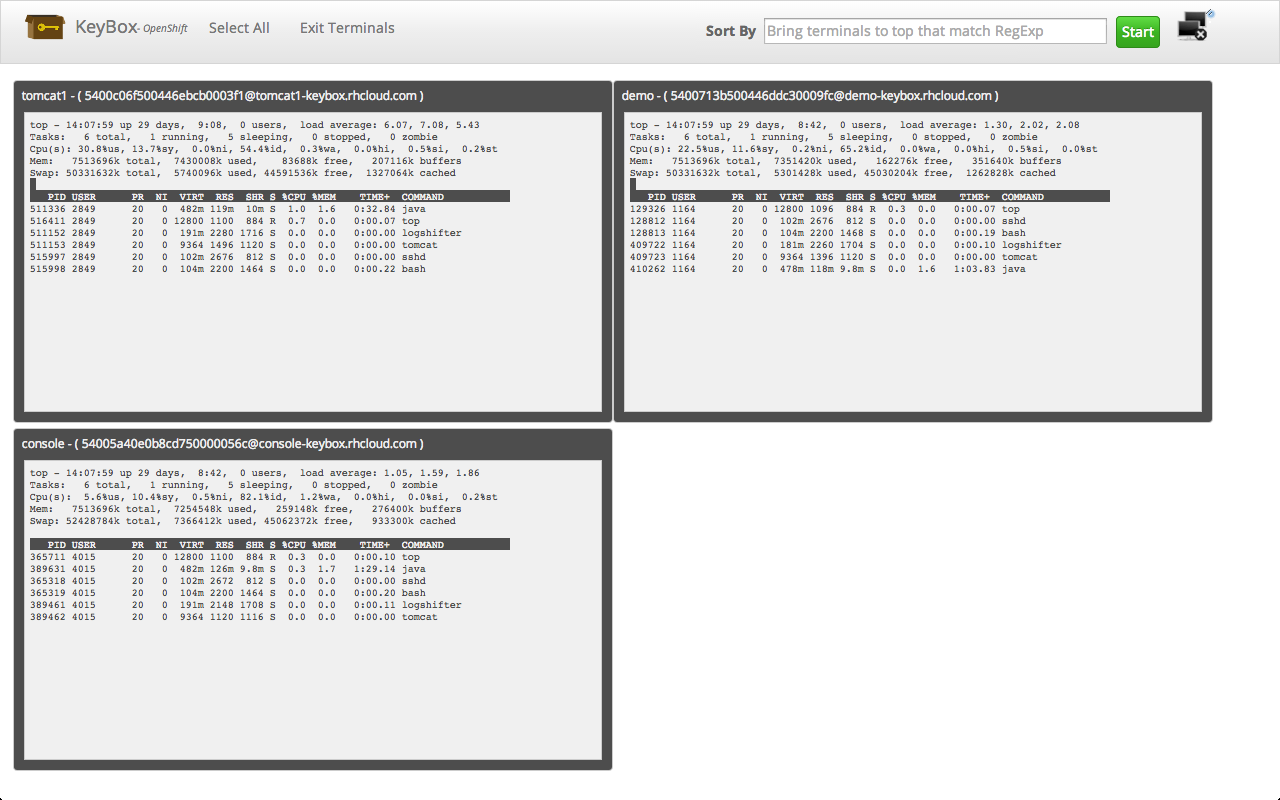 KeyBox - OpenShift Select All Exit Terminals Sort By Bring terminals to top that match RegExp Start
tomcat1 - ( 5400c06f500446ebcb0003f1@tomcat1-keybox.rhcloud.com )
top - 14:07:59 up 29 days,  9:08,  0 users,  load average: 6.07, 7.08, 5.43
Tasks:   6 total,   1 running,   5 sleeping,   0 stopped,   0 zombie
Cpu(s): 30.8%us, 13.7%sy,  0.0%ni, 54.4%id,  0.3%wa,  0.0%hi,  0.5%si,  0.2%st
Mem:   7513696k total,  7430008k used,    83688k free,   207116k buffers
Swap: 50331632k total,  5740096k used, 44591536k free,  1327064k cached
PID USER      PR  NI  VIRT  RES  SHR S %CPU %MEM    TIME+  COMMAND
511336 2849      20   0  482m 119m  10m S  1.0  1.6   0:32.84 java
516411 2849      20   0 12800 1100  884 R  0.7  0.0   0:00.07 top
511152 2849      20   0  191m 2280 1716 S  0.0  0.0   0:00.00 logshifter
511153 2849      20   0  9364 1496 1120 S  0.0  0.0   0:00.00 tomcat
515997 2849      20   0  102m 2676  812 S  0.0  0.0   0:00.00 sshd
515998 2849      20   0  104m 2200 1464 S  0.0  0.0   0:00.22 bash
demo - ( 5400713b500446ddc30009fc@demo-keybox.rhcloud.com )
top - 14:07:59 up 29 days,  8:42,  0 users,  load average: 1.30, 2.02, 2.08
Tasks:   6 total,   1 running,   5 sleeping,   0 stopped,   0 zombie
Cpu(s): 22.5%us, 11.6%sy,  0.2%ni, 65.2%id,  0.0%wa,  0.0%hi,  0.5%si,  0.0%st
Mem:   7513696k total,  7351420k used,   162276k free,   351640k buffers
Swap: 50331632k total,  5301428k used, 45030204k free,  1262828k cached
PID USER      PR  NI  VIRT  RES  SHR S %CPU %MEM    TIME+  COMMAND
129326 1164      20   0 12800 1096  884 R  0.3  0.0   0:00.07 top
128812 1164      20   0  102m 2676  812 S  0.0  0.0   0:00.00 sshd
128813 1164      20   0  104m 2200 1468 S  0.0  0.0   0:00.19 bash
409722 1164      20   0  181m 2260 1704 S  0.0  0.0   0:00.10 logshifter
409723 1164      20   0  9364 1396 1120 S  0.0  0.0   0:00.00 tomcat
410262 1164      20   0  478m 118m 9.8m S  0.0  1.6   1:03.83 java
console - ( 54005a40e0b8cd750000056c@console-keybox.rhcloud.com )
top - 14:07:59 up 29 days,  8:42,  0 users,  load average: 1.05, 1.59, 1.86
Tasks:   6 total,   1 running,   5 sleeping,   0 stopped,   0 zombie
Cpu(s):  5.6%us, 10.4%sy,  0.5%ni, 82.1%id,  1.2%wa,  0.0%hi,  0.0%si,  0.2%st
Mem:   7513696k total,  7254548k used,   259148k free,   276400k buffers
Swap: 52428784k total,  7366412k used, 45062372k free,   933300k cached
PID USER      PR  NI  VIRT  RES  SHR S %CPU %MEM    TIME+  COMMAND
365711 4015      20   0 12800 1100  884 R  0.3  0.0   0:00.10 top
389631 4015      20   0  482m 126m 9.8m S  0.3  1.7   1:29.14 java
365318 4015      20   0  102m 2672  812 S  0.0  0.0   0:00.00 sshd
365319 4015      20   0  104m 2200 1464 S  0.0  0.0   0:00.20 bash
389461 4015      20   0  191m 2148 1708 S  0.0  0.0   0:00.11 logshifter
389462 4015      20   0  9364 1120 1116 S  0.0  0.0   0:00.00 tomcat